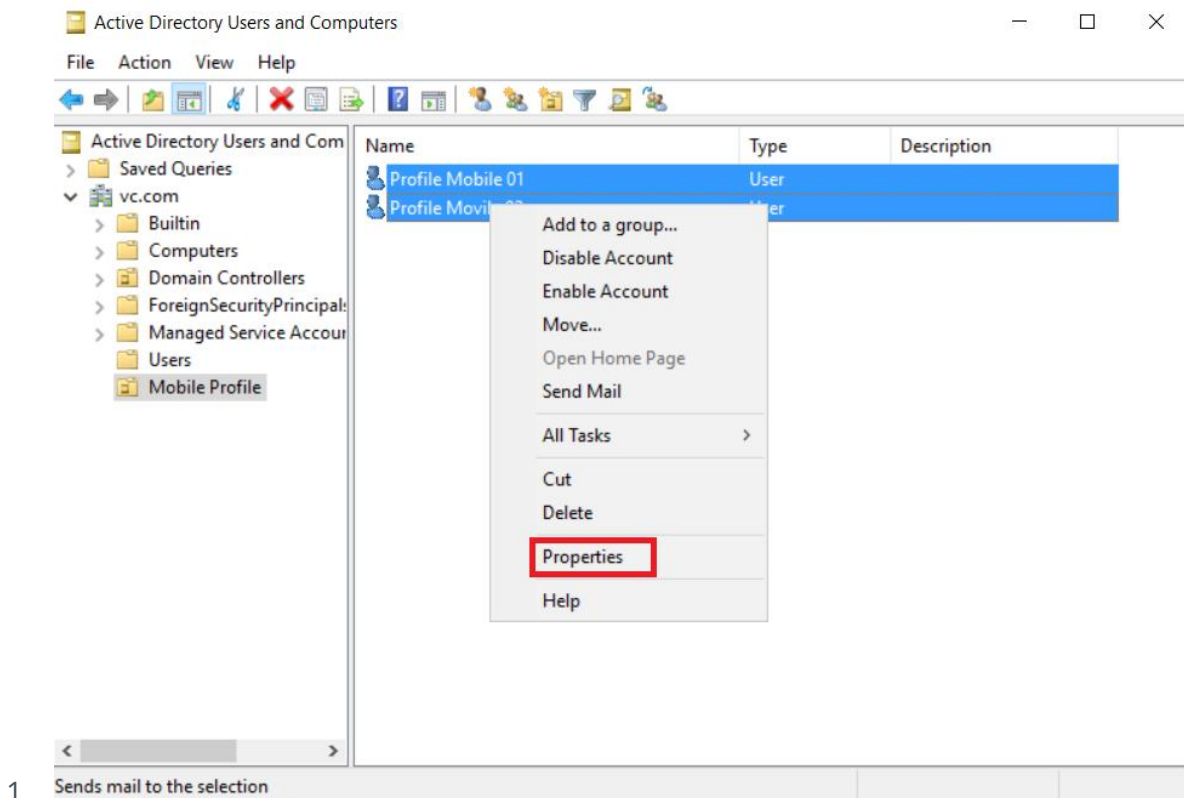 Active Directory Users and Computers
File Action View Help
Active Directory Users and Com
Saved Queries
vc.com
Builtin
Computers
Domain Controllers
ForeignSecurityPrincipals
Managed Service Accour
Users
Mobile Profile
Name Type Description
Profile Mobile 01 User
Profile
Add to a group...
Disable Account
Enable Account
Move...
Open Home Page
Send Mail
All Tasks
Cut
Delete
Properties
Help
Sends mail to the selection
1